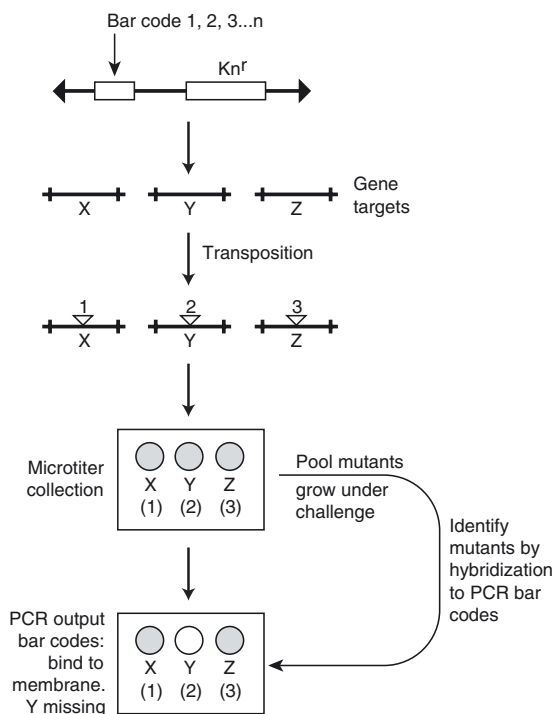 Bar code 1, 2, 3...n
Knr
X Y Z
Gene
targets
Transposition
1 2 3
X Y Z
Microtiter
collection
X Y Z
(1) (2) (3)
Pool mutants
grow under
challenge
Identify
mutants by
hybridization
to PCR bar
codes
PCR output
bar codes:
bind to
membrane.
Y missing
X Y Z
(1) (2) (3)